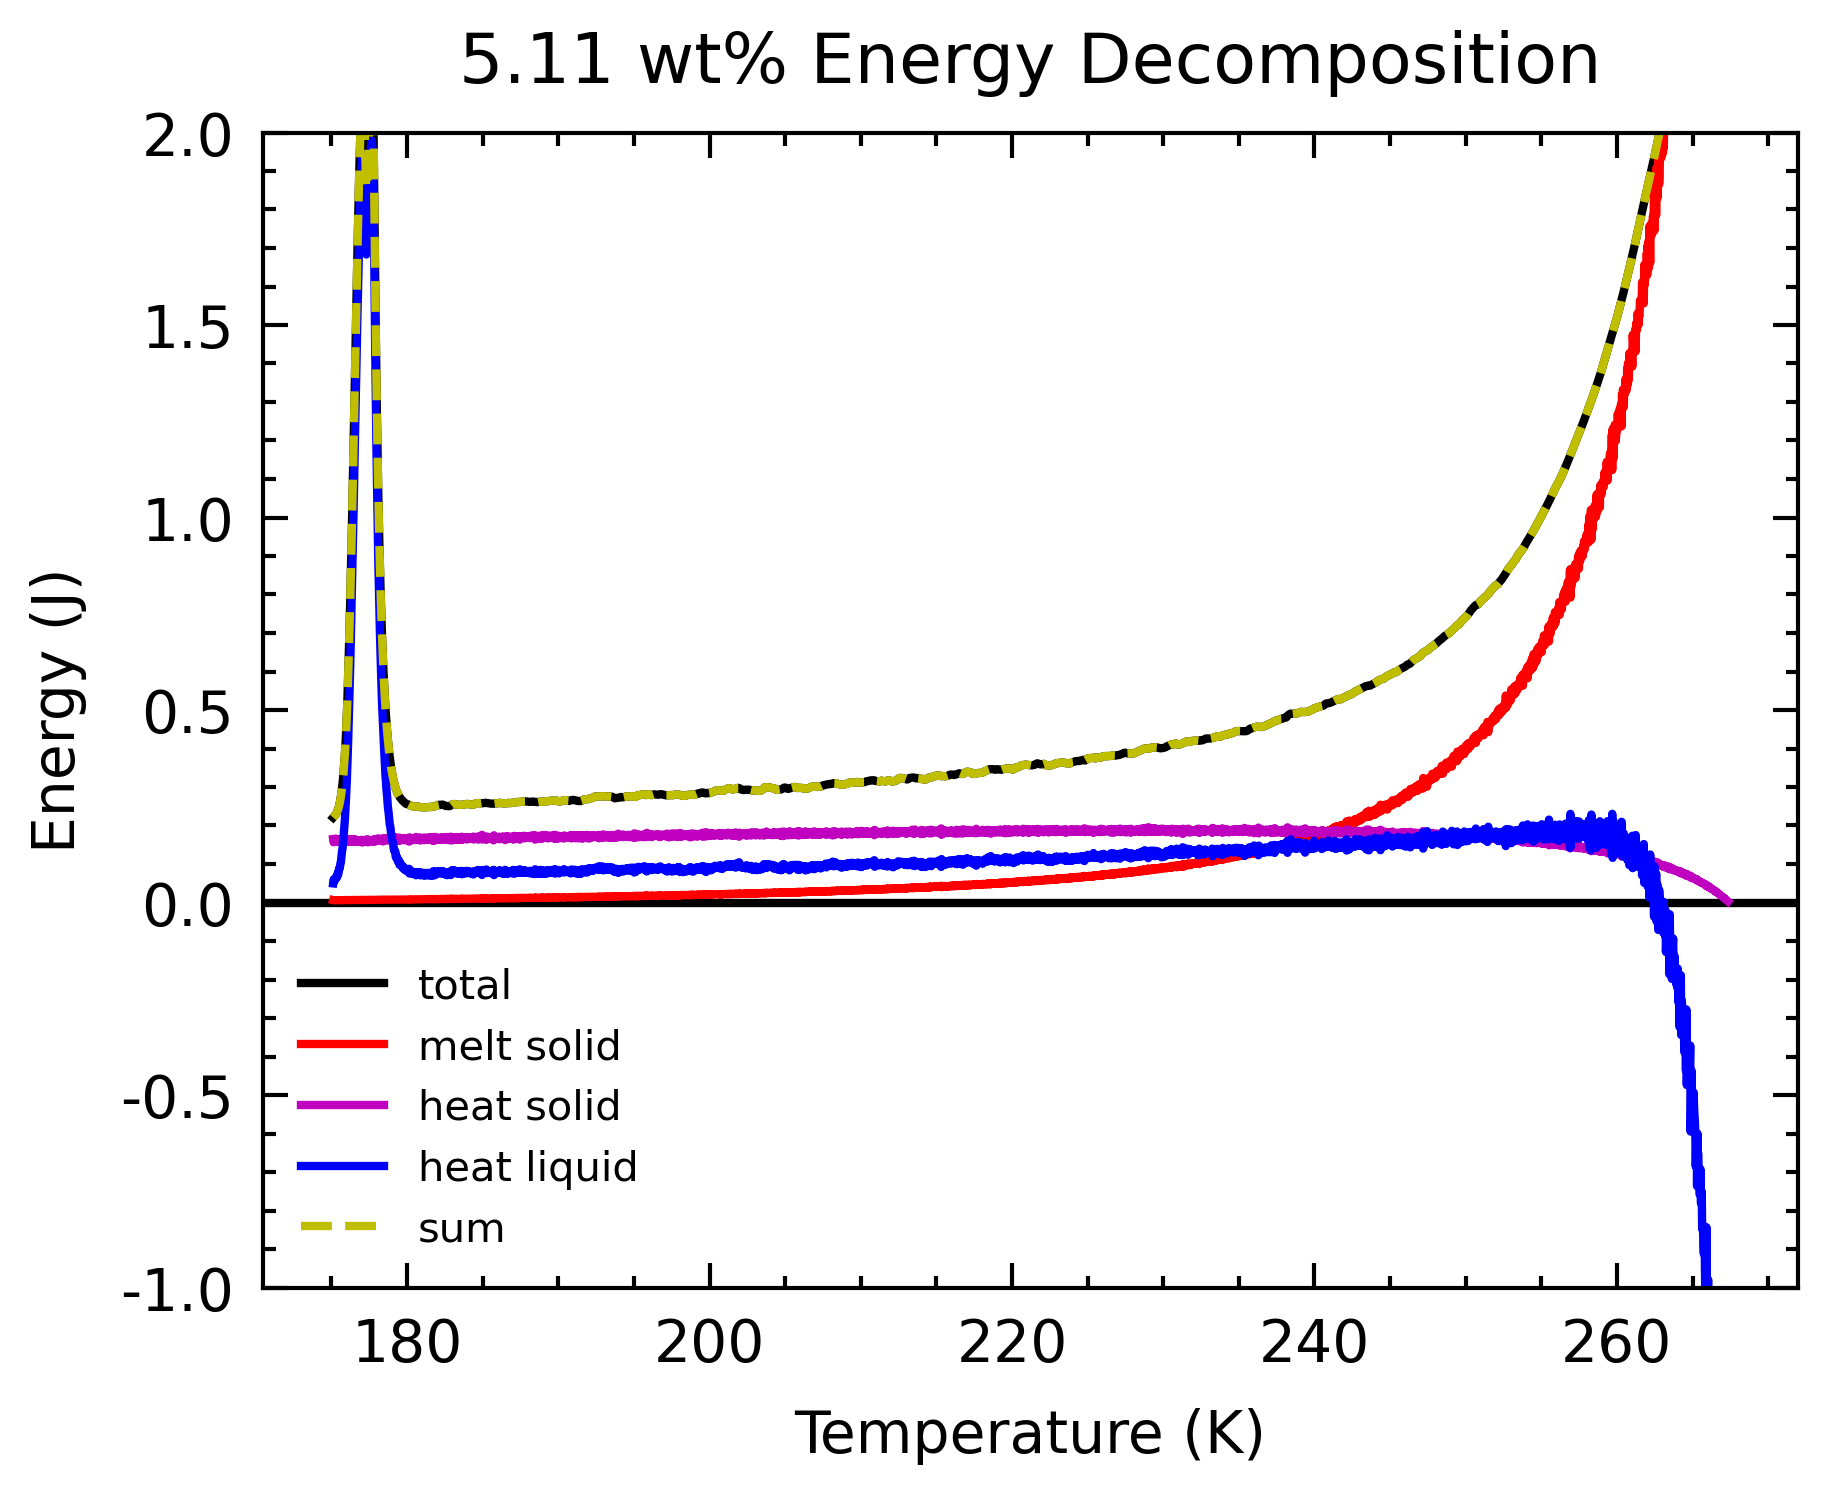 5.11 wt% Energy Decomposition
2.0
1.5
1.0
0.5
0.0
-0.5
-1.0
Energy (J)
total
melt solid
heat solid
heat liquid
sum
180 200 220 240 260
Temperature (K)